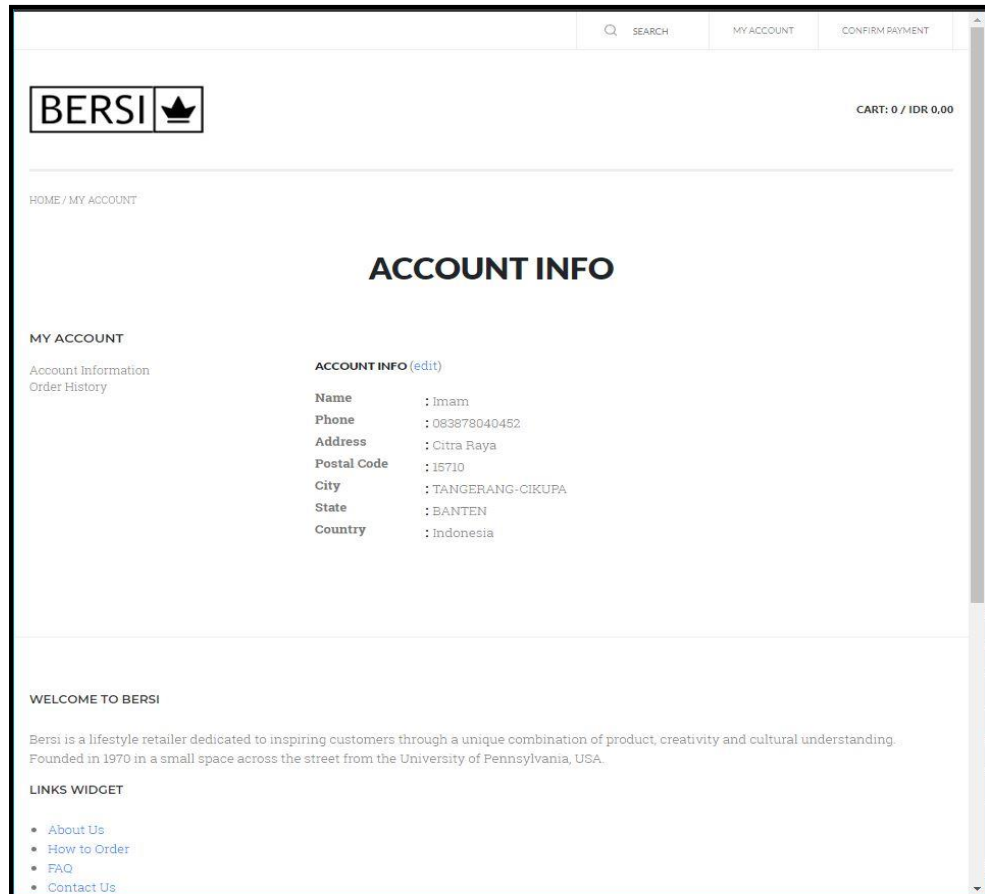 SEARCH MY ACCOUNT CONFIRM PAYMENT
BERSI
CART: 0 / IDR 0,00
HOME / MY ACCOUNT
ACCOUNT INFO
MY ACCOUNT
Account Information
Order History
ACCOUNT INFO (edit)
Name : Imam
Phone : 083878040452
Address : Citra Raya
Postal Code : 15710
City : TANGERANG-CIKUPA
State : BANTEN
Country : Indonesia
WELCOME TO BERSI
Bersi is a lifestyle retailer dedicated to inspiring customers through a unique combination of product, creativity and cultural understanding.
Founded in 1970 in a small space across the street from the University of Pennsylvania, USA.
LINKS WIDGET
• About Us
• How to Order
• FAQ
• Contact Us